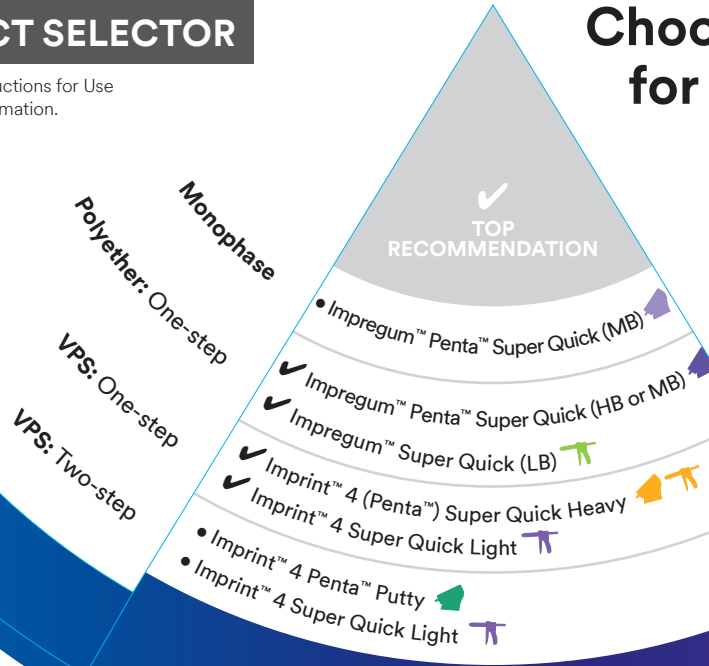 CT SELECTOR
uctions for Use
mation.
Choo
for
✔
TOP
RECOMMENDATION
Monophase
Polyether: One-step
VPS: One-step
VPS: Two-step
• Impregum™ Penta™ Super Quick (MB)
✔ Impregum™ Penta™ Super Quick (HB or MB)
✔ Impregum™ Super Quick (LB)
✔ Imprint™ 4 (Penta™) Super Quick Heavy
✔ Imprint™ 4 Super Quick Light
• Imprint™ 4 Penta™ Putty
• Imprint™ 4 Super Quick Light